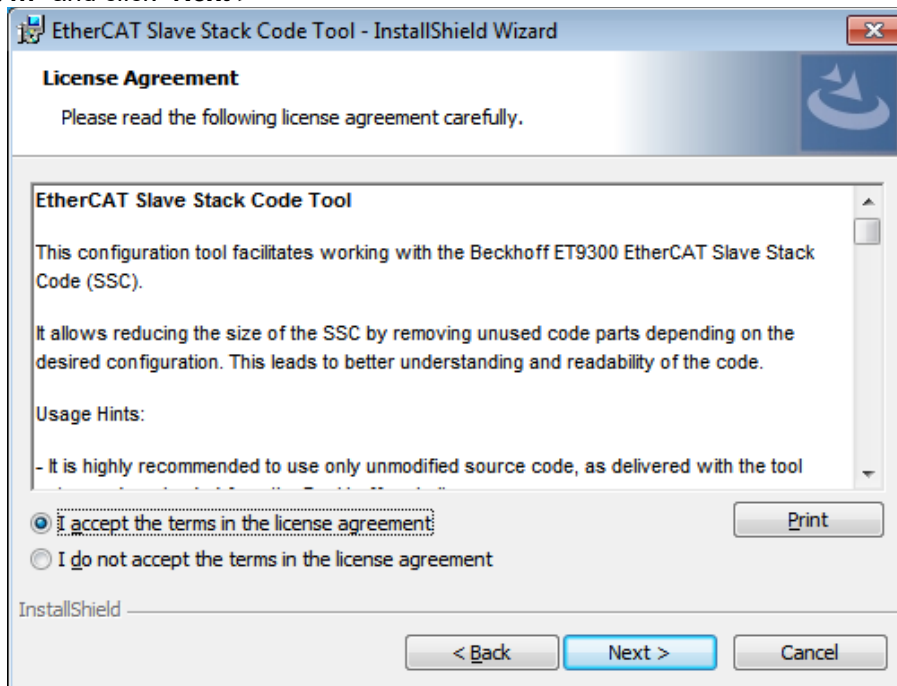 and click
EtherCAT Slave Stack Code Tool - InstallShield Wizard
License Agreement
Please read the following license agreement carefully.
EtherCAT Slave Stack Code Tool
This configuration tool facilitates working with the Beckhoff ET9300 EtherCAT Slave Stack
Code (SSC).
It allows reducing the size of the SSC by removing unused code parts depending on the
desired configuration. This leads to better understanding and readability of the code.
Usage Hints:
- It is highly recommended to use only unmodified source code, as delivered with the tool
I accept the terms in the license agreement
Print
I do not accept the terms in the license agreement
InstallShield
< Back
Next >
Cancel